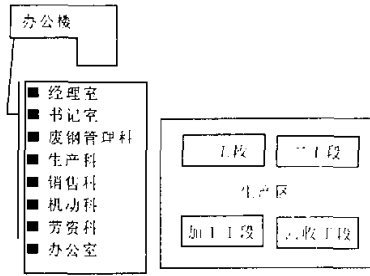 办公楼
经理室
书记室
废钢管理科
生产科
销售科
机动科
劳资科
办公室
工段
工段
生产区
加工工段
收工段